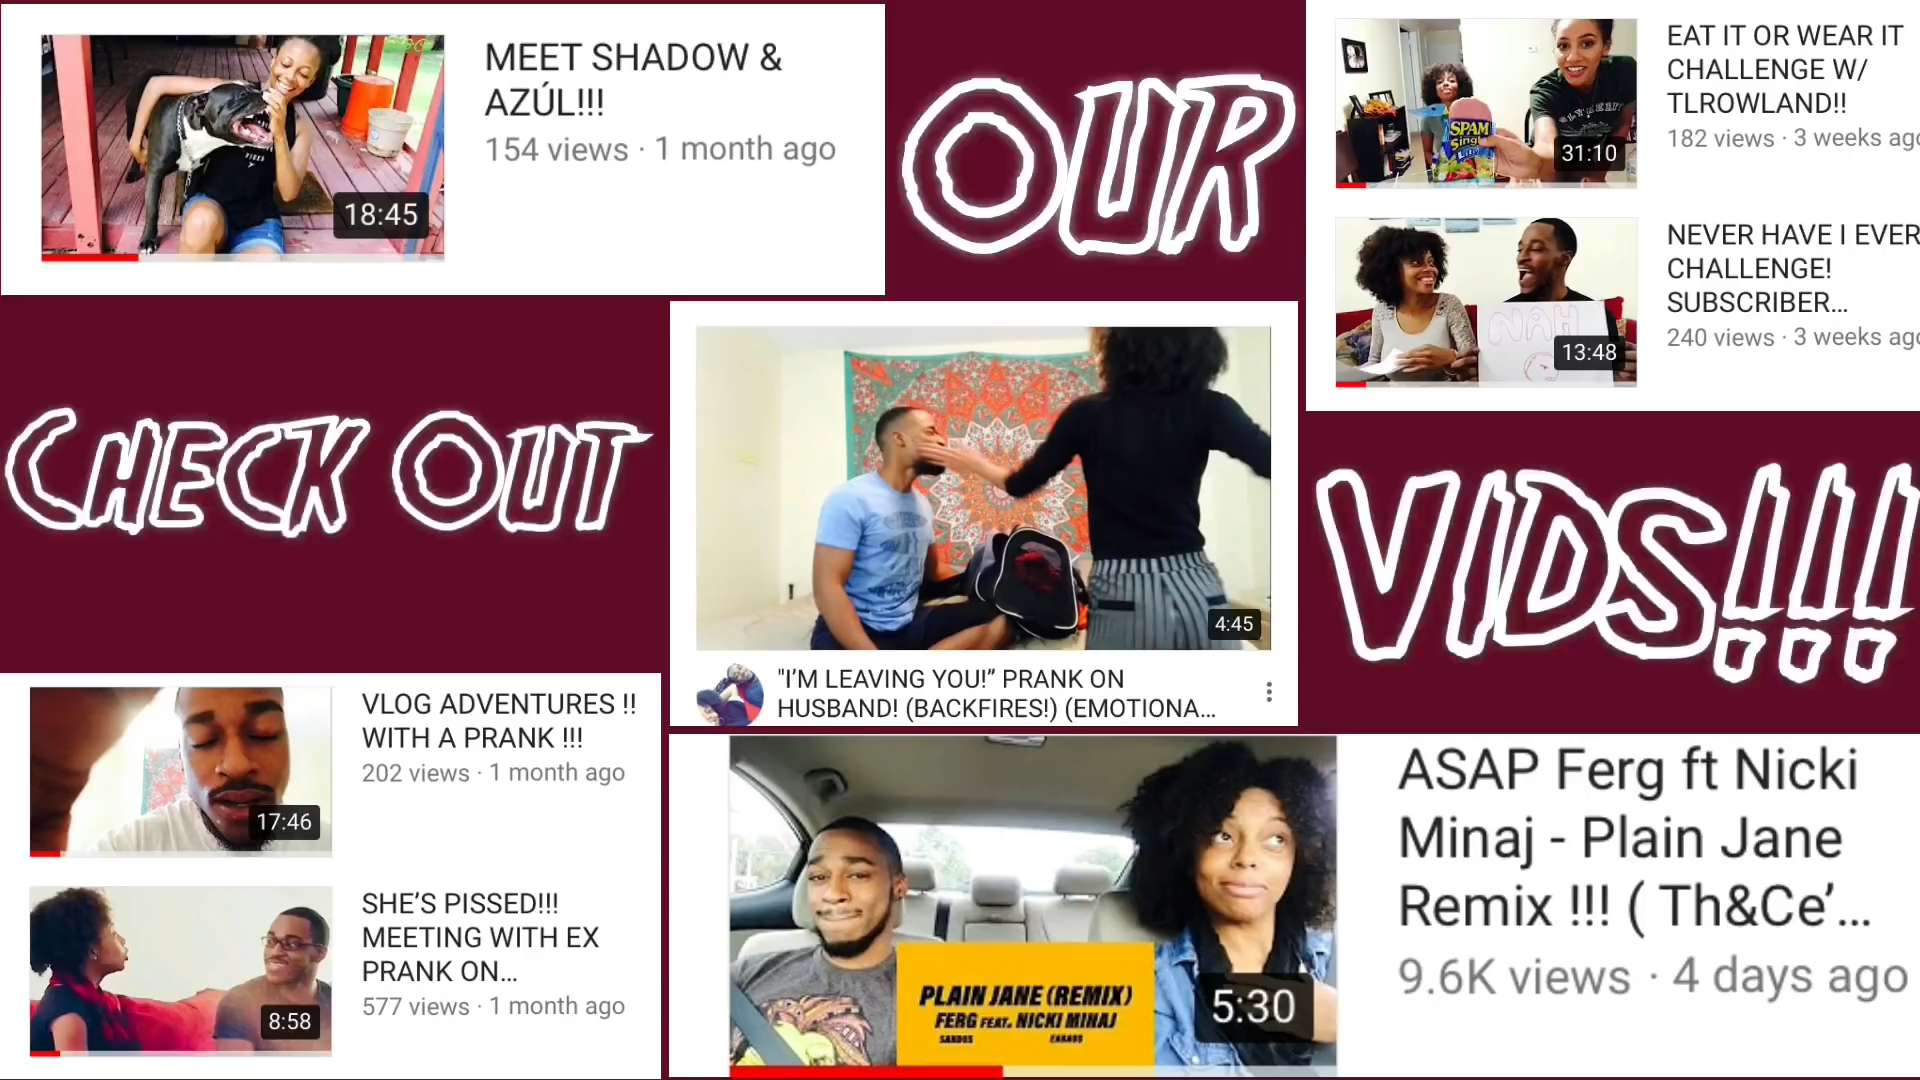 MEET SHADOW &
AZÚL!!!
154 views · 1 month ago
18:45
OUR
EAT IT OR WEAR IT
CHALLENGE W/
TLROWLAND!!
182 views · 3 weeks ago
SPAM
Singl
31:10
NEVER HAVE I EVER
CHALLENGE!
SUBSCRIBER...
240 views · 3 weeks ago
NAH
13:48
CHECK OUT
VIDS!!!
4:45
"I'M LEAVING YOU!" PRANK ON
HUSBAND! (BACKFIRES!) (EMOTIONA...
VLOG ADVENTURES !!
WITH A PRANK !!!
202 views · 1 month ago
17:46
SHE'S PISSED!!!
MEETING WITH EX
PRANK ON...
577 views · 1 month ago
8:58
ASAP Ferg ft Nicki
Minaj - Plain Jane
Remix !!! ( Th&Ce'...
9.6K views · 4 days ago
PLAIN JANE (REMIX)
FERG FEAT. NICKI MINAJ
5:30